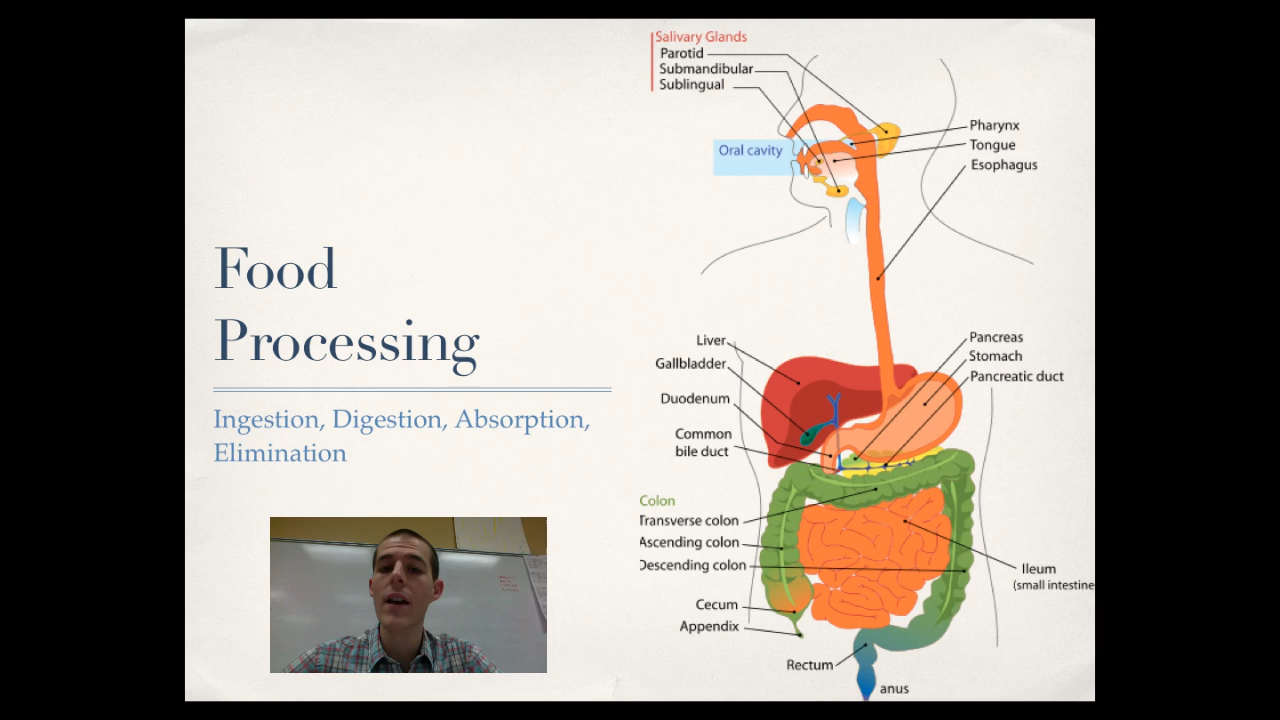 Food
Processing
Ingestion, Digestion, Absorption,
Elimination
Salivary Glands
Parotid
Submandibular
Sublingual
Oral cavity
Pharynx
Tongue
Esophagus
Liver
Gallbladder
Duodenum
Common
bile duct
Pancreas
Stomach
Pancreatic duct
Colon
Transverse colon
Ascending colon
Descending colon
Cecum
Appendix
Ileum
(small intestine
Rectum
anus